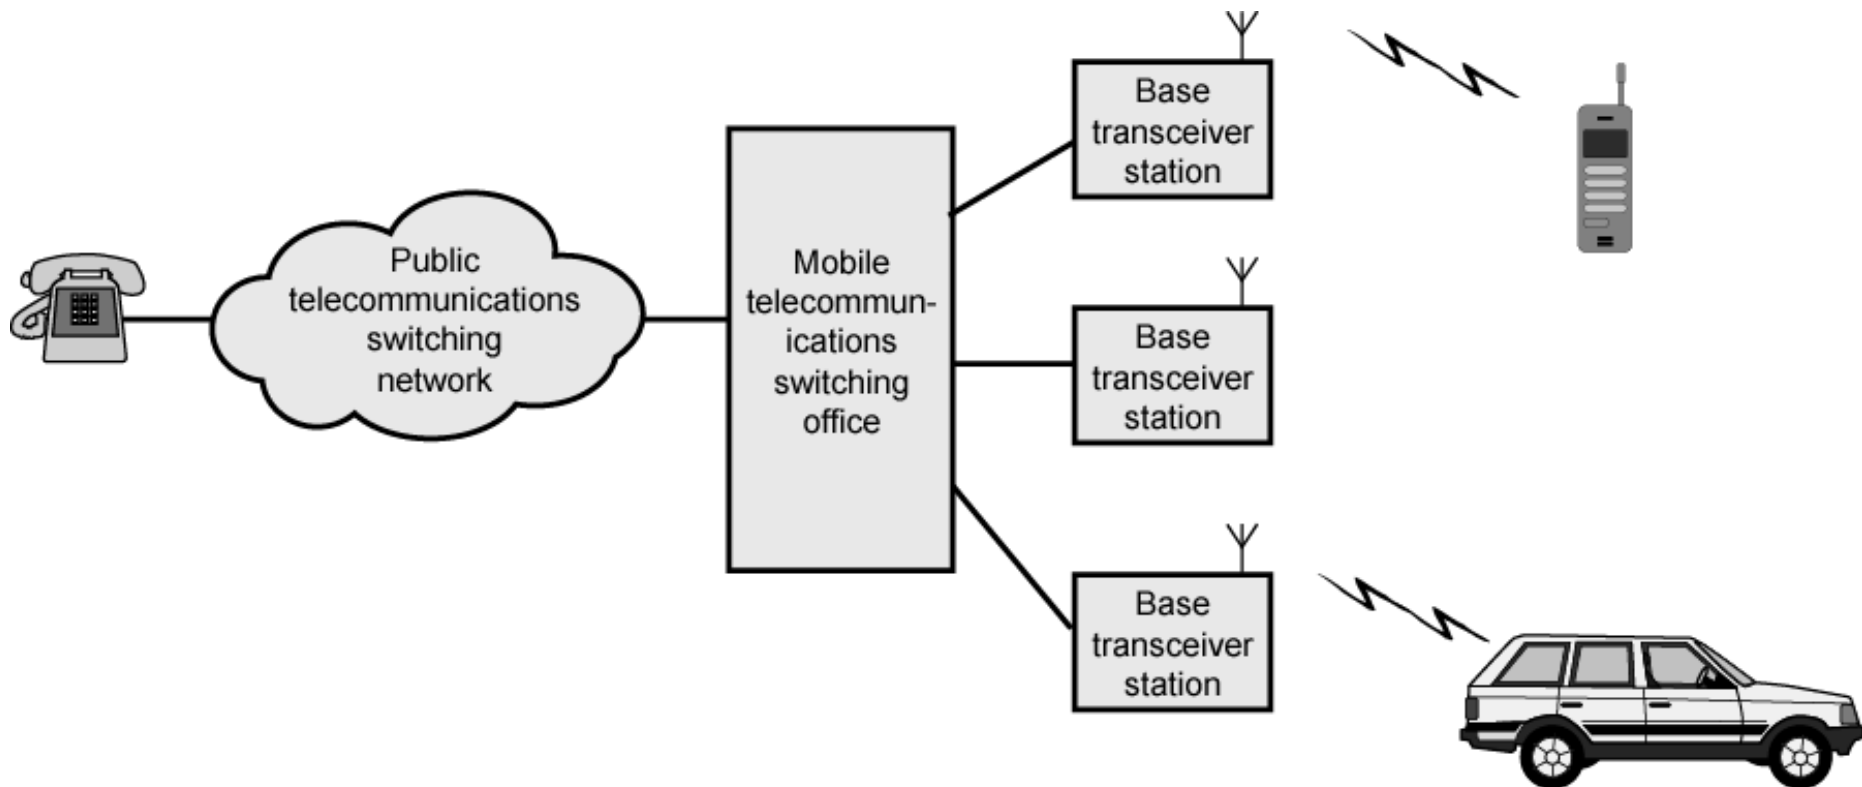 Public
telecommunications
switching
network
Mobile
telecommun-
ications
switching
office
Base
transceiver
station
Base
transceiver
station
Base
transceiver
station